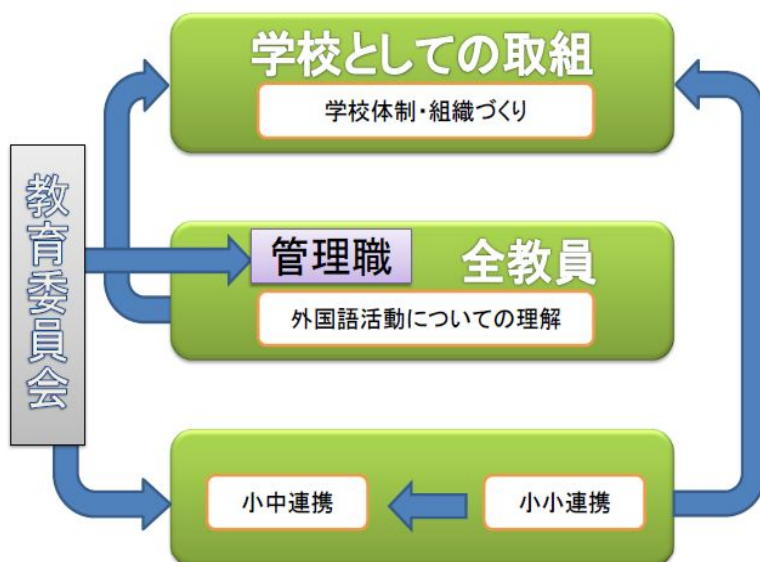 学校としての取組
学校体制・組織づくり
教育委員会
管理職
全教員
外国語活動についての理解
小中連携
小小連携